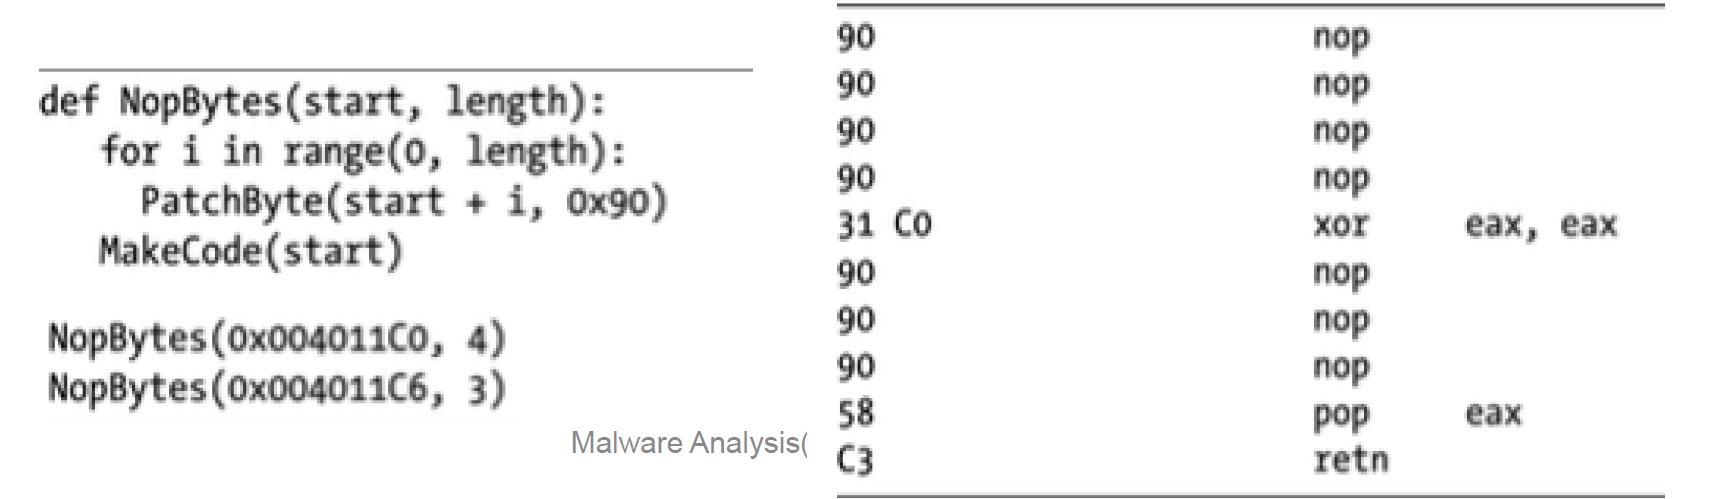 def NopBytes(start, length):
for i in range(0, length):
PatchByte(start + i, 0x90)
MakeCode(start)
NopBytes(0x004011C0, 4)
NopBytes(0x004011C6, 3)
Malware Analysis(
90 nop
90 nop
90 nop
90 nop
31 C0 xor eax, eax
90 nop
90 nop
90 nop
58 pop eax
C3 retn